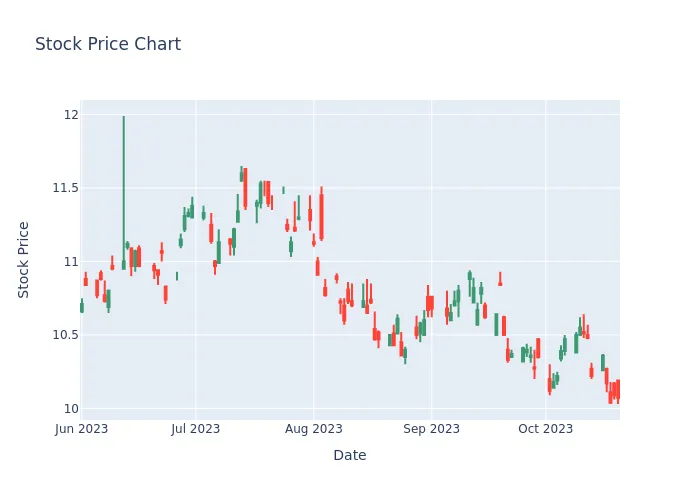 Stock Price Chart
12
11.5
11
10.5
10
Stock Price
Jun 2023
Jul 2023
Aug 2023
Sep 2023
Oct 2023
Date